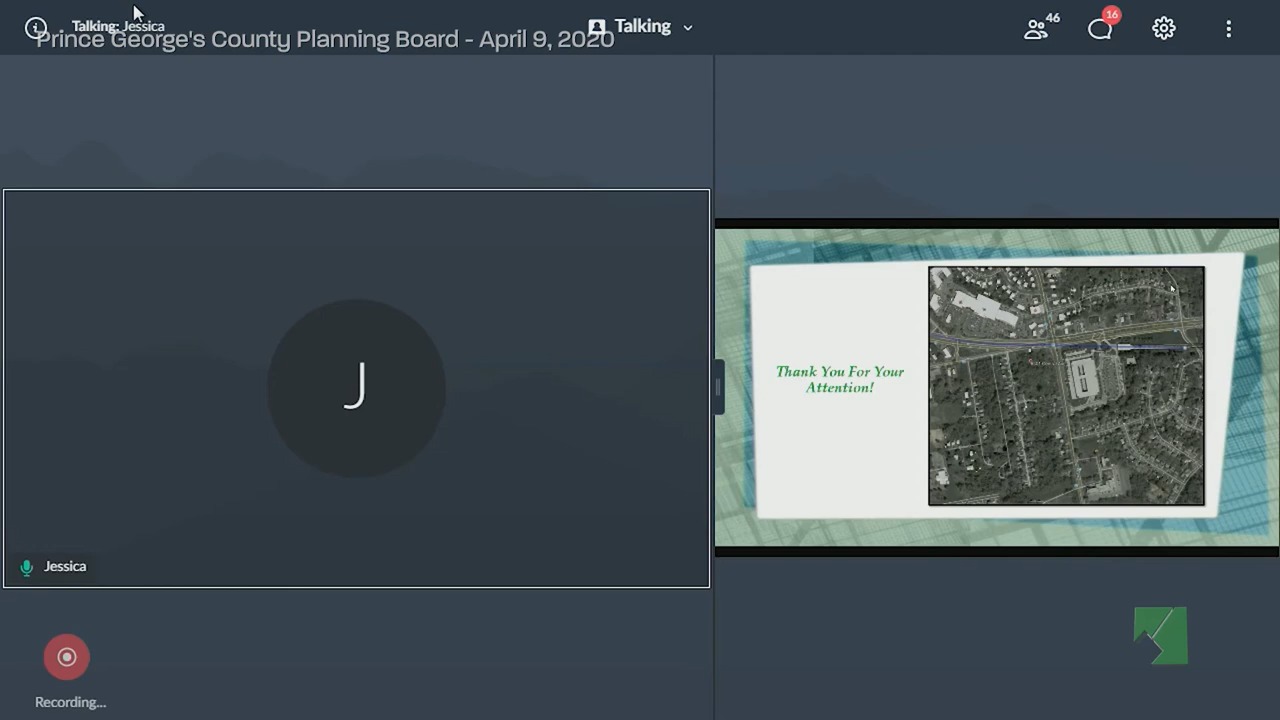 Talking: Jessica
Prince George's County Planning Board - April 9, 2020
Talking
46
16
J
Thank You For Your
Attention!
Jessica
Recording...